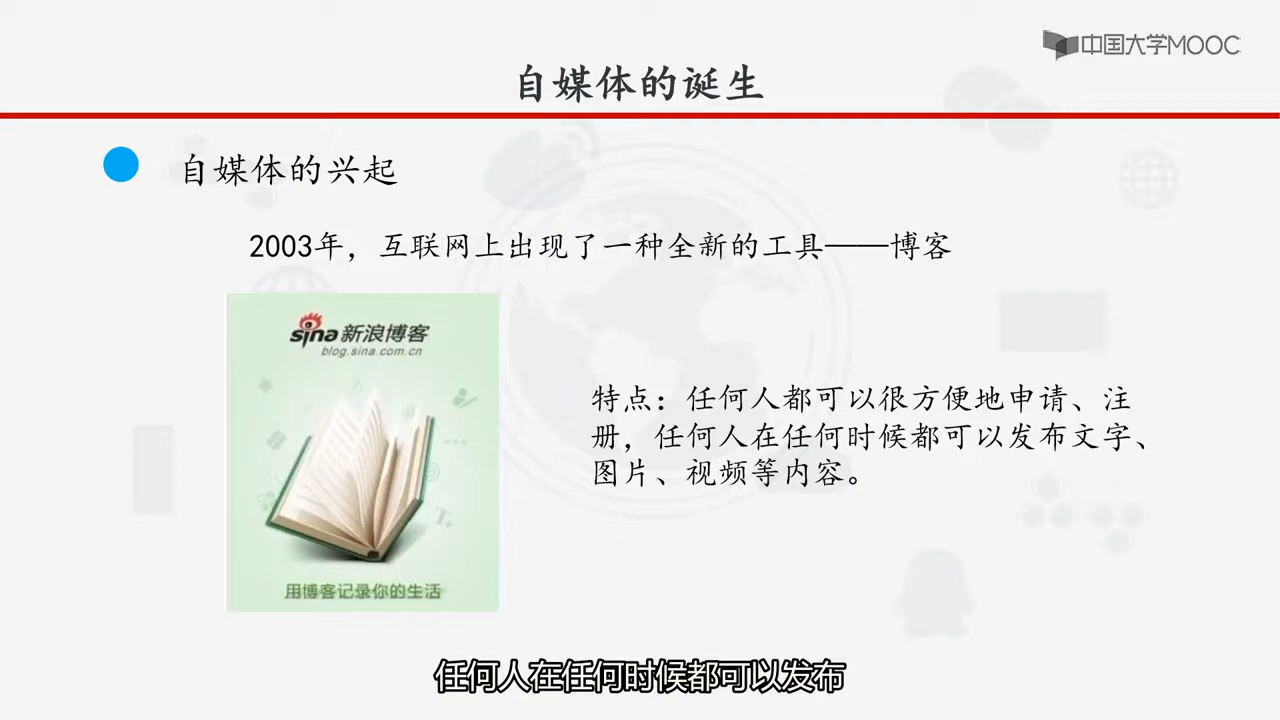 中国大学MOOC
自媒体的诞生
自媒体的兴起
2003年，互联网上出现了一种全新的工具——博客
sina新浪博客
blog.sina.com.cn
特点：任何人都可以很方便地申请、注
册，任何人在任何时候都可以发布文字、
图片、视频等内容。
用博客记录你的生活
任何人在任何时候都可以发布